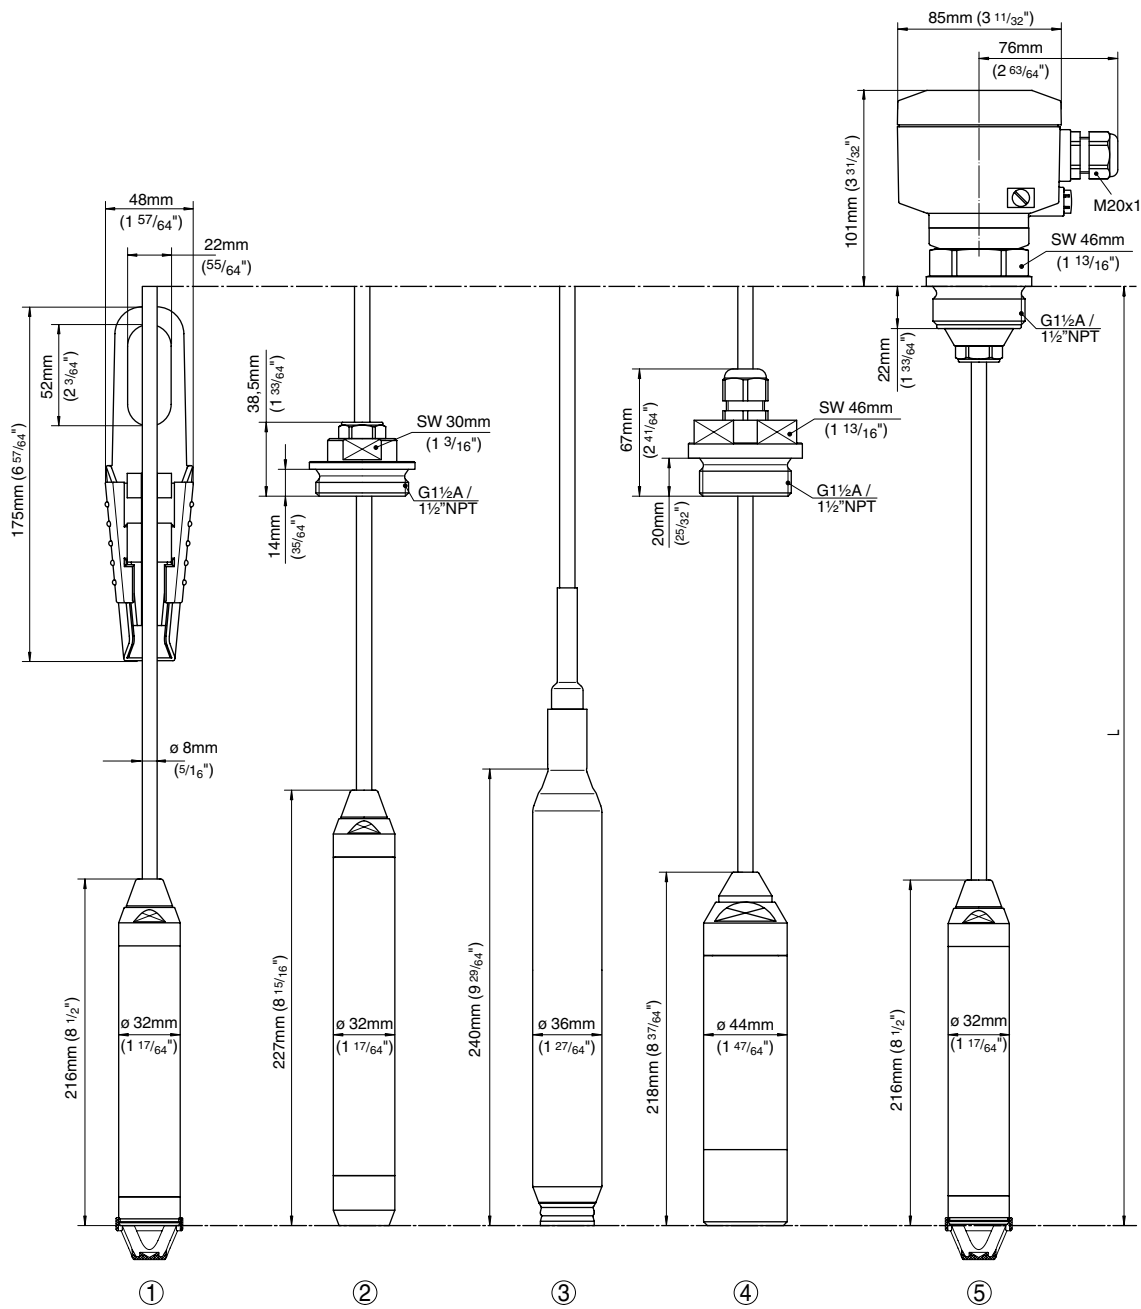 85mm (3 11/32")
76mm
(2 63/64")
101mm (3 31/32")
M20x1
SW 46mm
(1 13/16")
G1½A /
1½"NPT
22mm
(1 33/64")
48mm
(1 57/64")
22mm
(55/64")
52mm
(2 3/64")
175mm (6 57/64")
38,5mm
(1 33/64")
SW 30mm
(1 3/16")
G1½A /
1½"NPT
14mm
(35/64")
67mm
(2 41/64")
SW 46mm
(1 13/16")
G1½A /
1½"NPT
20mm
(25/32")
L
ø 8mm
(5/16")
216mm (8 1/2")
ø 32mm
(1 17/64")
227mm (8 15/16")
ø 32mm
(1 17/64")
240mm (9 29/64")
ø 36mm
(1 27/64")
218mm (8 37/64")
ø 44mm
(1 47/64")
216mm (8 1/2")
ø 32mm
(1 17/64")
① ② ③ ④ ⑤